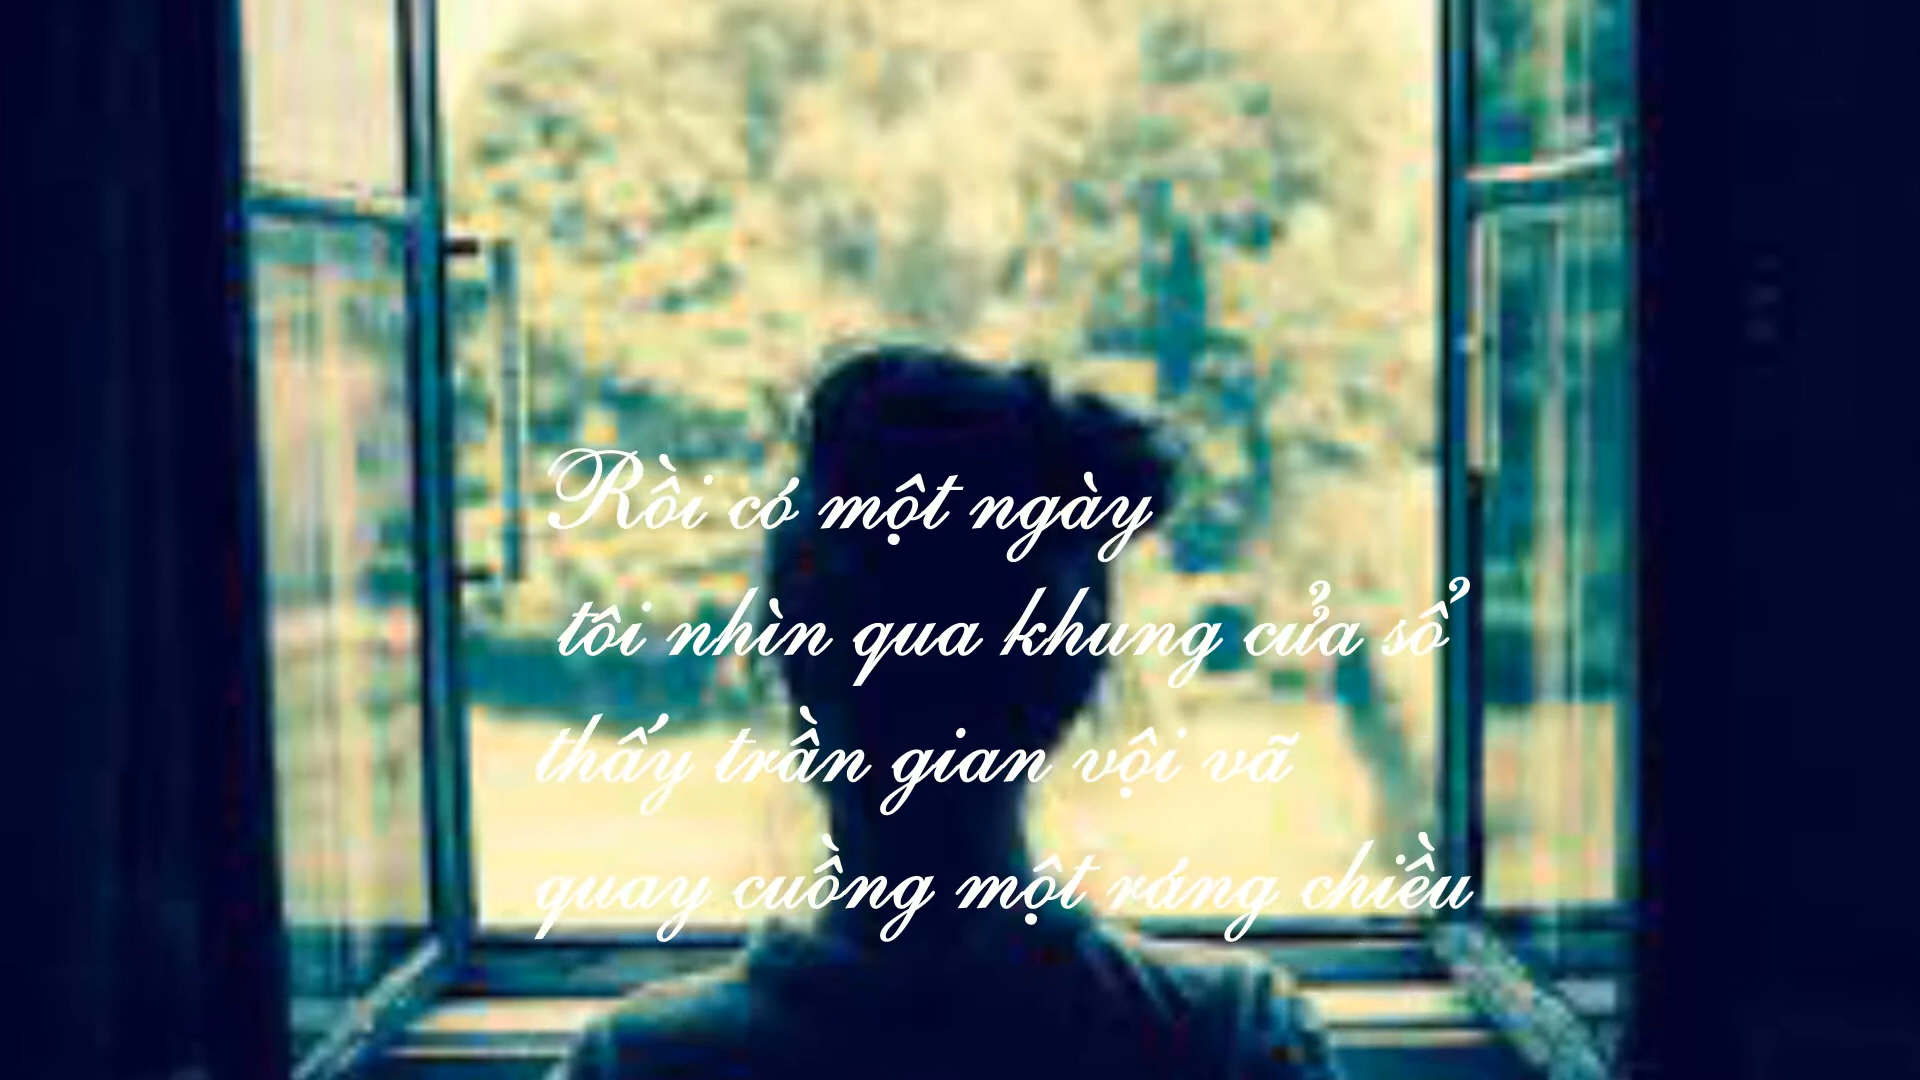 Rồi có một ngày
tôi nhìn qua khung cửa sổ
thấy trần gian vội vã
quay cuồng một ráng chiều